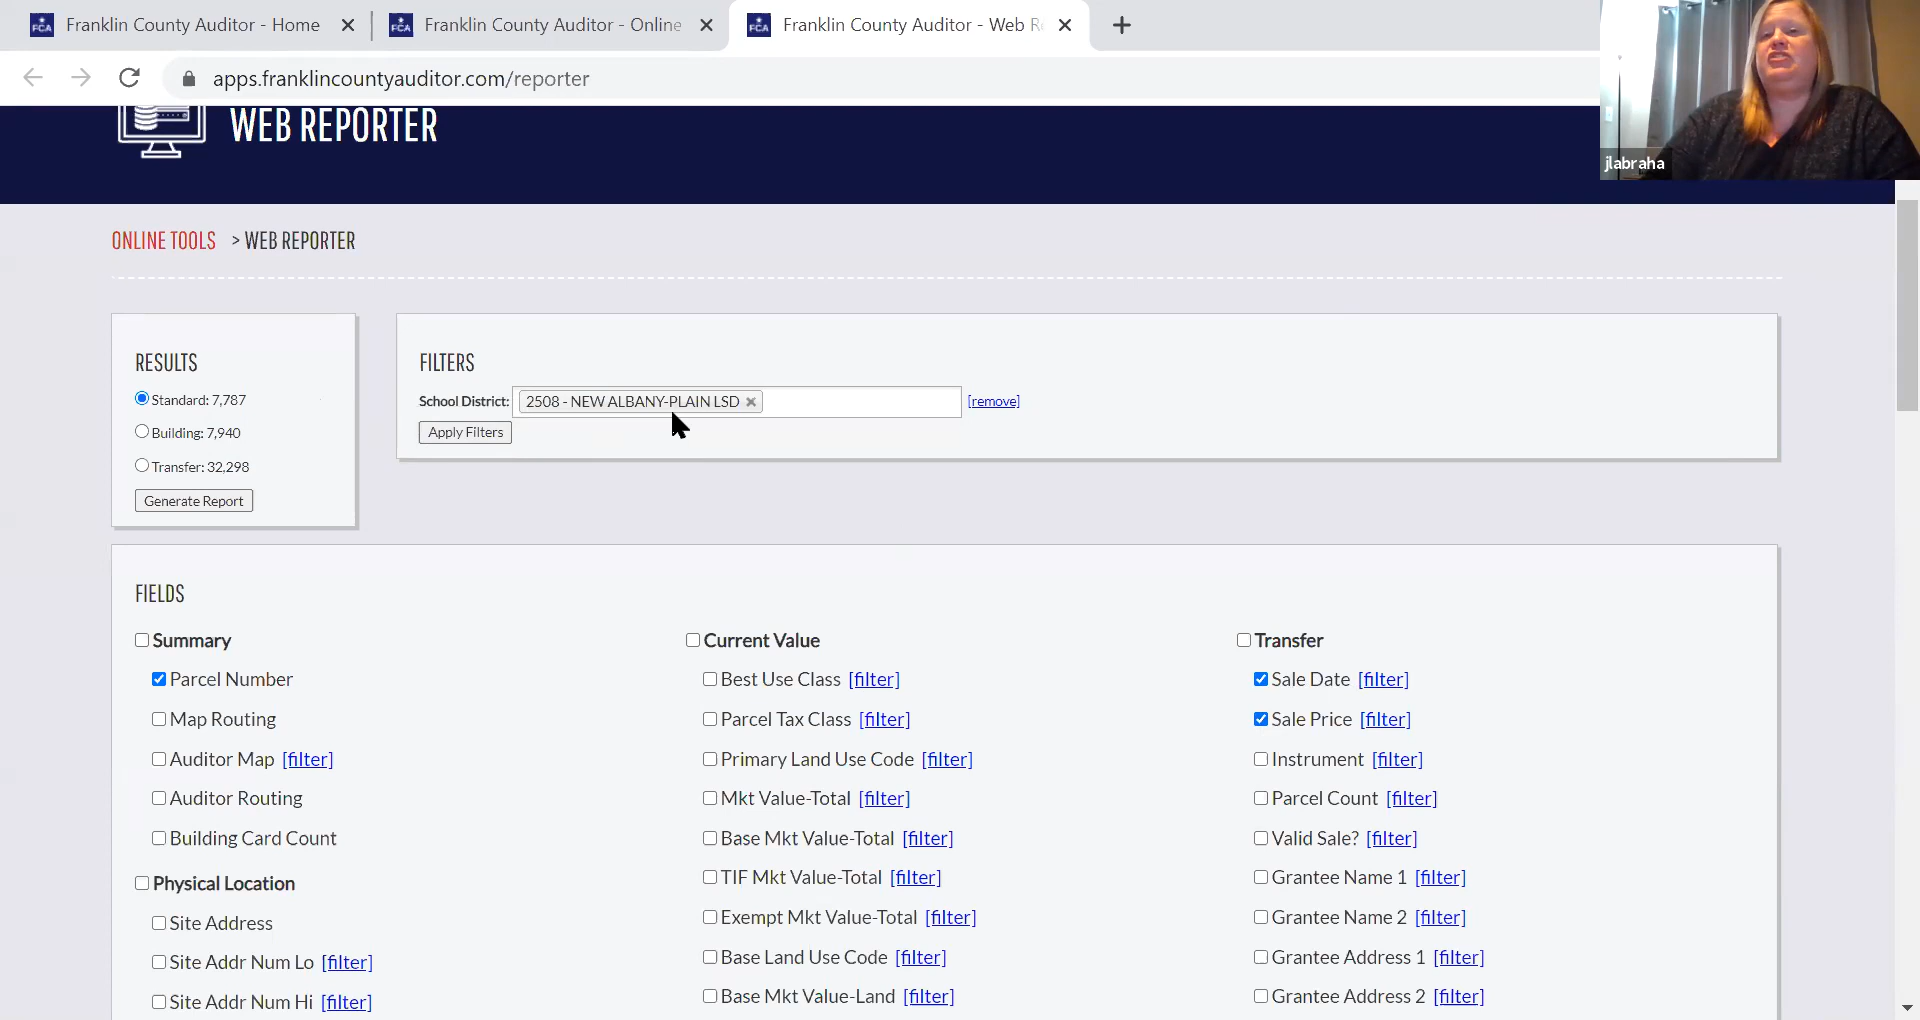 Franklin County Auditor - Home
Franklin County Auditor - Online
Franklin County Auditor - Web Re
apps.franklincountyauditor.com/reporter
jlabraha
WEB REPORTER
ONLINE TOOLS > WEB REPORTER
RESULTS
Standard: 7,787
Building: 7,940
Transfer: 32,298
Generate Report
FILTERS
School District: 2508 - NEW ALBANY-PLAIN LSD [remove]
Apply Filters
FIELDS
Summary
Parcel Number
Map Routing
Auditor Map [filter]
Auditor Routing
Building Card Count
Physical Location
Site Address
Site Addr Num Lo [filter]
Site Addr Num Hi [filter]
Current Value
Best Use Class [filter]
Parcel Tax Class [filter]
Primary Land Use Code [filter]
Mkt Value-Total [filter]
Base Mkt Value-Total [filter]
TIF Mkt Value-Total [filter]
Exempt Mkt Value-Total [filter]
Base Land Use Code [filter]
Base Mkt Value-Land [filter]
Transfer
Sale Date [filter]
Sale Price [filter]
Instrument [filter]
Parcel Count [filter]
Valid Sale? [filter]
Grantee Name 1 [filter]
Grantee Name 2 [filter]
Grantee Address 1 [filter]
Grantee Address 2 [filter]